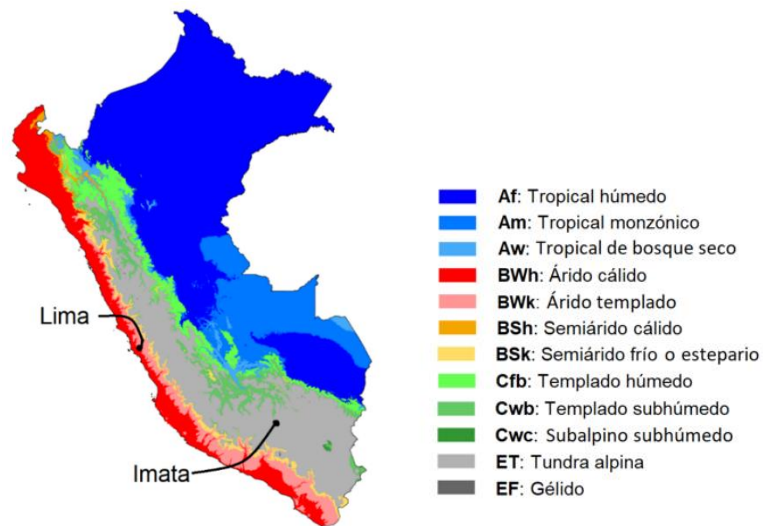 Lima
Imata
Af: Tropical húmedo
Am: Tropical monzónico
Aw: Tropical de bosque seco
BWh: Árido cálido
BWk: Árido templado
BSh: Semiárido cálido
BSk: Semiárido frío o estepario
Cfb: Templado húmedo
Cwb: Templado subhúmedo
Cwc: Subalpino subhúmedo
ET: Tundra alpina
EF: Gélido